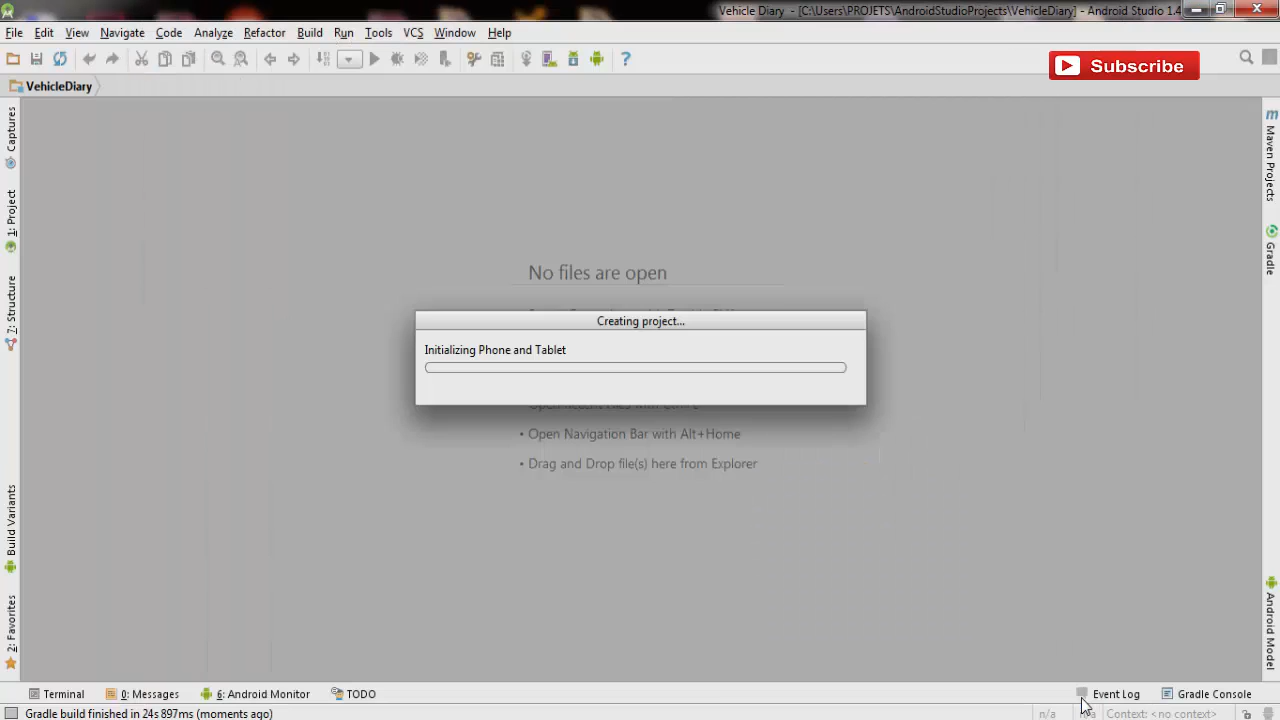 Vehicle Diary - [C:\Users\PROJETS\AndroidStudioProjects\VehicleDiary] - Android Studio 1.4
File Edit View Navigate Code Analyze Refactor Build Run Tools VCS Window Help
Subscribe
VehicleDiary
Captures
1: Project
7: Structure
Build Variants
2: Favorites
Maven Projects
Gradle
Android Model
No files are open
Creating project...
Initializing Phone and Tablet
• Open Navigation Bar with Alt+Home
• Drag and Drop file(s) here from Explorer
Terminal 0: Messages 6: Android Monitor TODO Event Log Gradle Console
Gradle build finished in 24s 897ms (moments ago) n/a n/a Context: <no context>